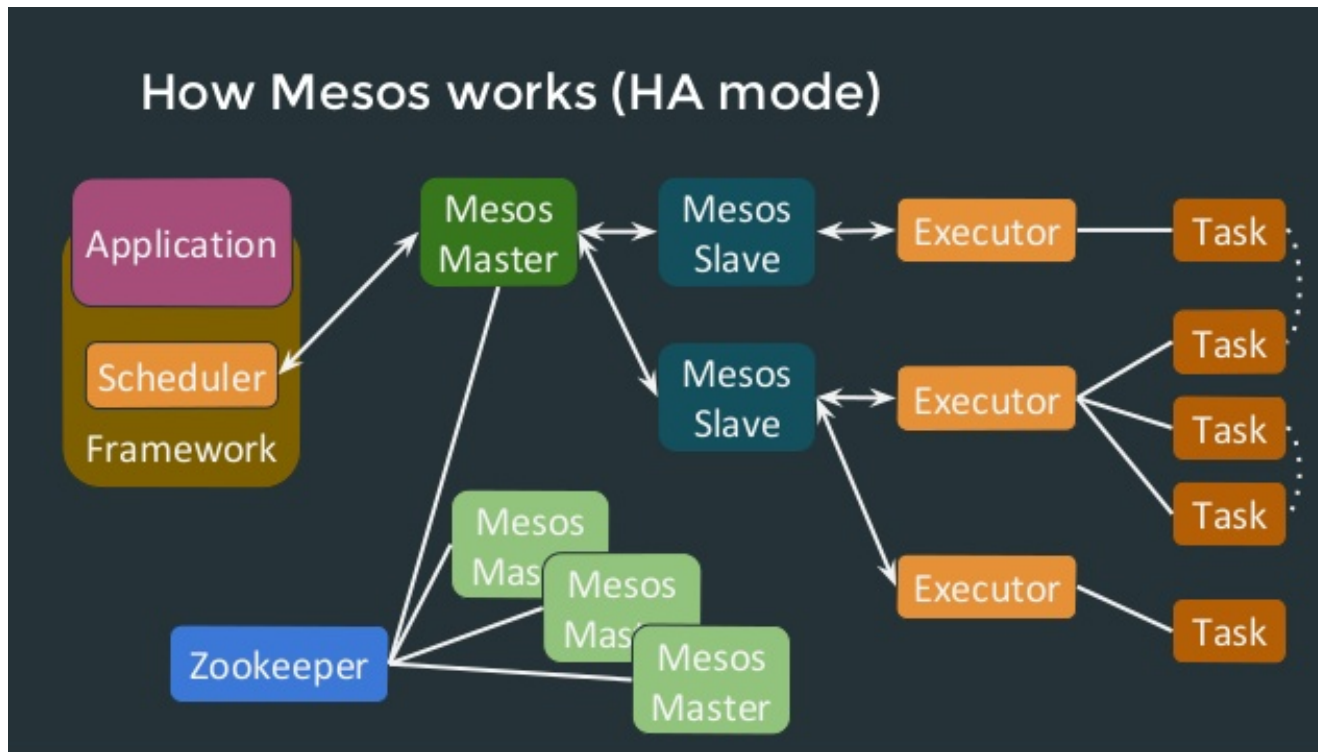 How Mesos works (HA mode)
Application
Scheduler
Framework
Mesos
Master
Mesos
Slave
Executor
Task
Mesos
Slave
Executor
Task
Task
Task
Executor
Task
Zookeeper
Mesos
Mas
Mesos
Mas
Mesos
Master